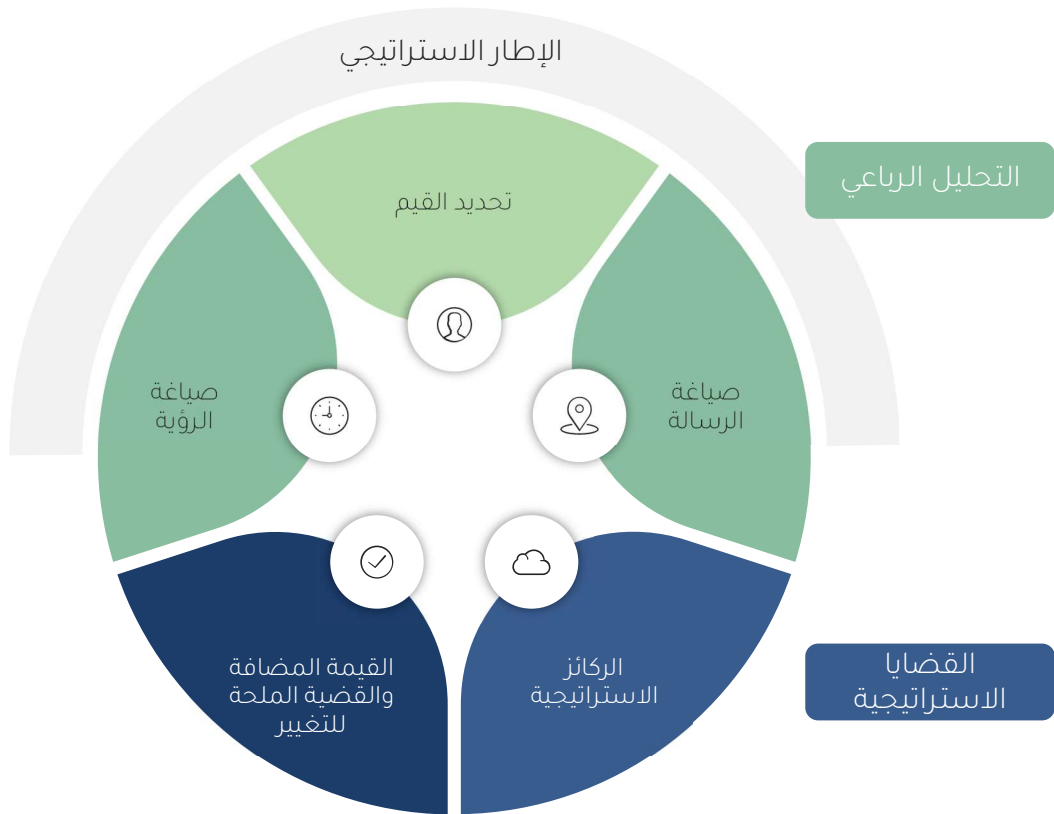 الإطار الاستراتيجي
التحليل الرباعي
تحديد القيم
صياغة
الرسالة
صياغة
الرؤية
الركائز
الاستراتيجية
القيمة المضافة
والقضية الملحة
للتغيير
القضايا
الاستراتيجية